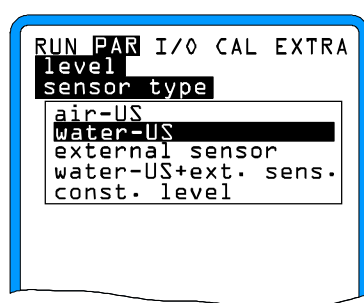 RUN PAR I/O CAL EXTRA
level
sensor type
air-US
water-US
external sensor
water-US+ext. sens.
const. level